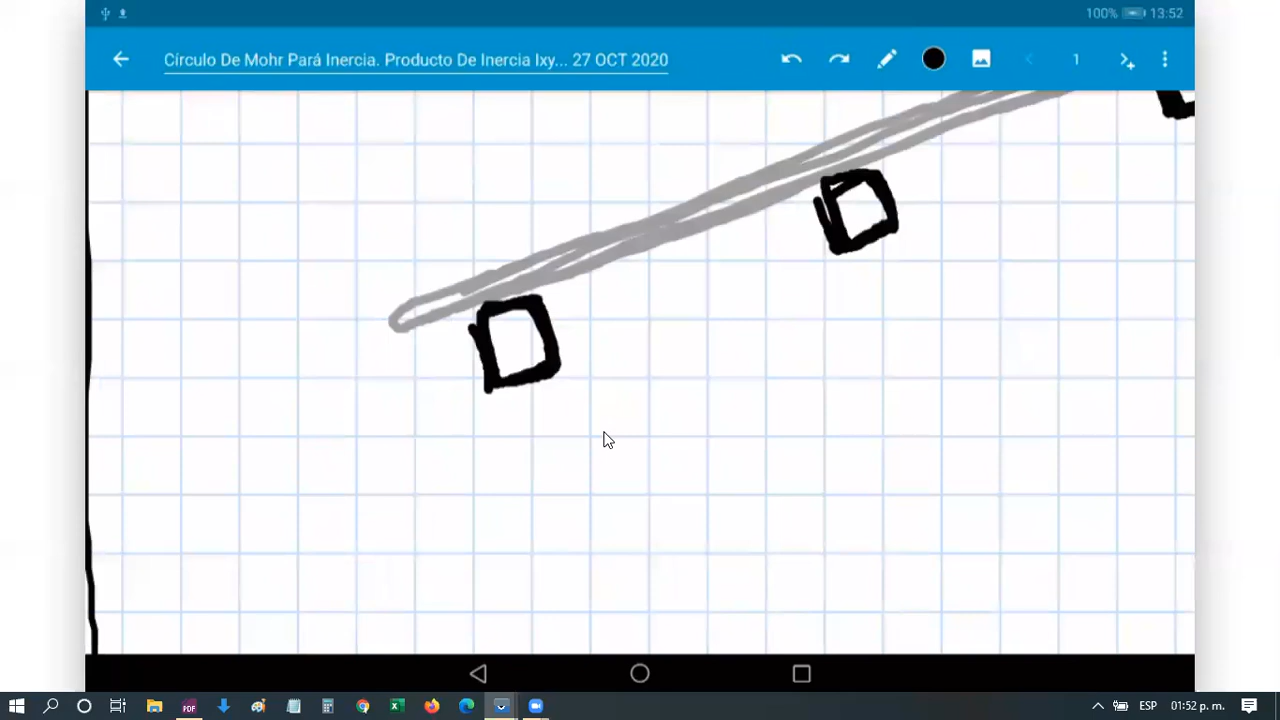 100% 13:52
Círculo De Mohr Pará Inercia. Producto De Inercia Ixy... 27 OCT 2020
1
PDF
ESP 01:52 p. m.